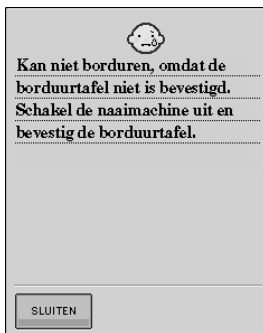 Kan niet borduren, omdat de
borduurtafel niet is bevestigd.
Schakel de naaimachine uit en
bevestig de borduurtafel.
SLUITEN